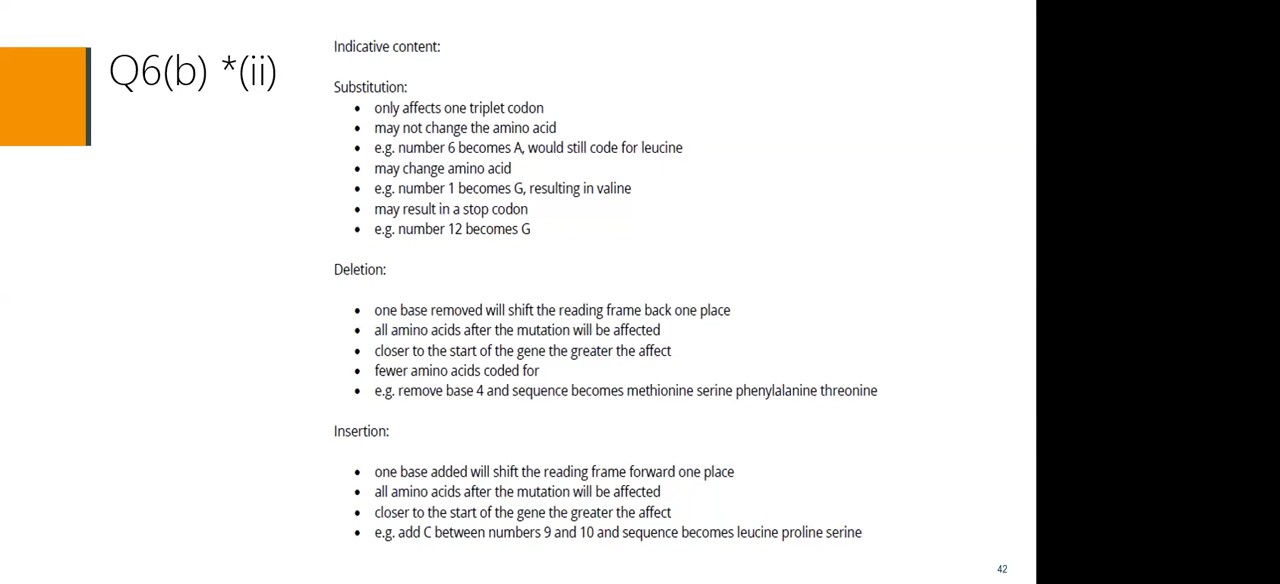 Q6(b) *(ii)
Indicative content:
Substitution:
• only affects one triplet codon
• may not change the amino acid
• e.g. number 6 becomes A, would still code for leucine
• may change amino acid
• e.g. number 1 becomes G, resulting in valine
• may result in a stop codon
• e.g. number 12 becomes G
Deletion:
• one base removed will shift the reading frame back one place
• all amino acids after the mutation will be affected
• closer to the start of the gene the greater the affect
• fewer amino acids coded for
• e.g. remove base 4 and sequence becomes methionine serine phenylalanine threonine
Insertion:
• one base added will shift the reading frame forward one place
• all amino acids after the mutation will be affected
• closer to the start of the gene the greater the affect
• e.g. add C between numbers 9 and 10 and sequence becomes leucine proline serine
42